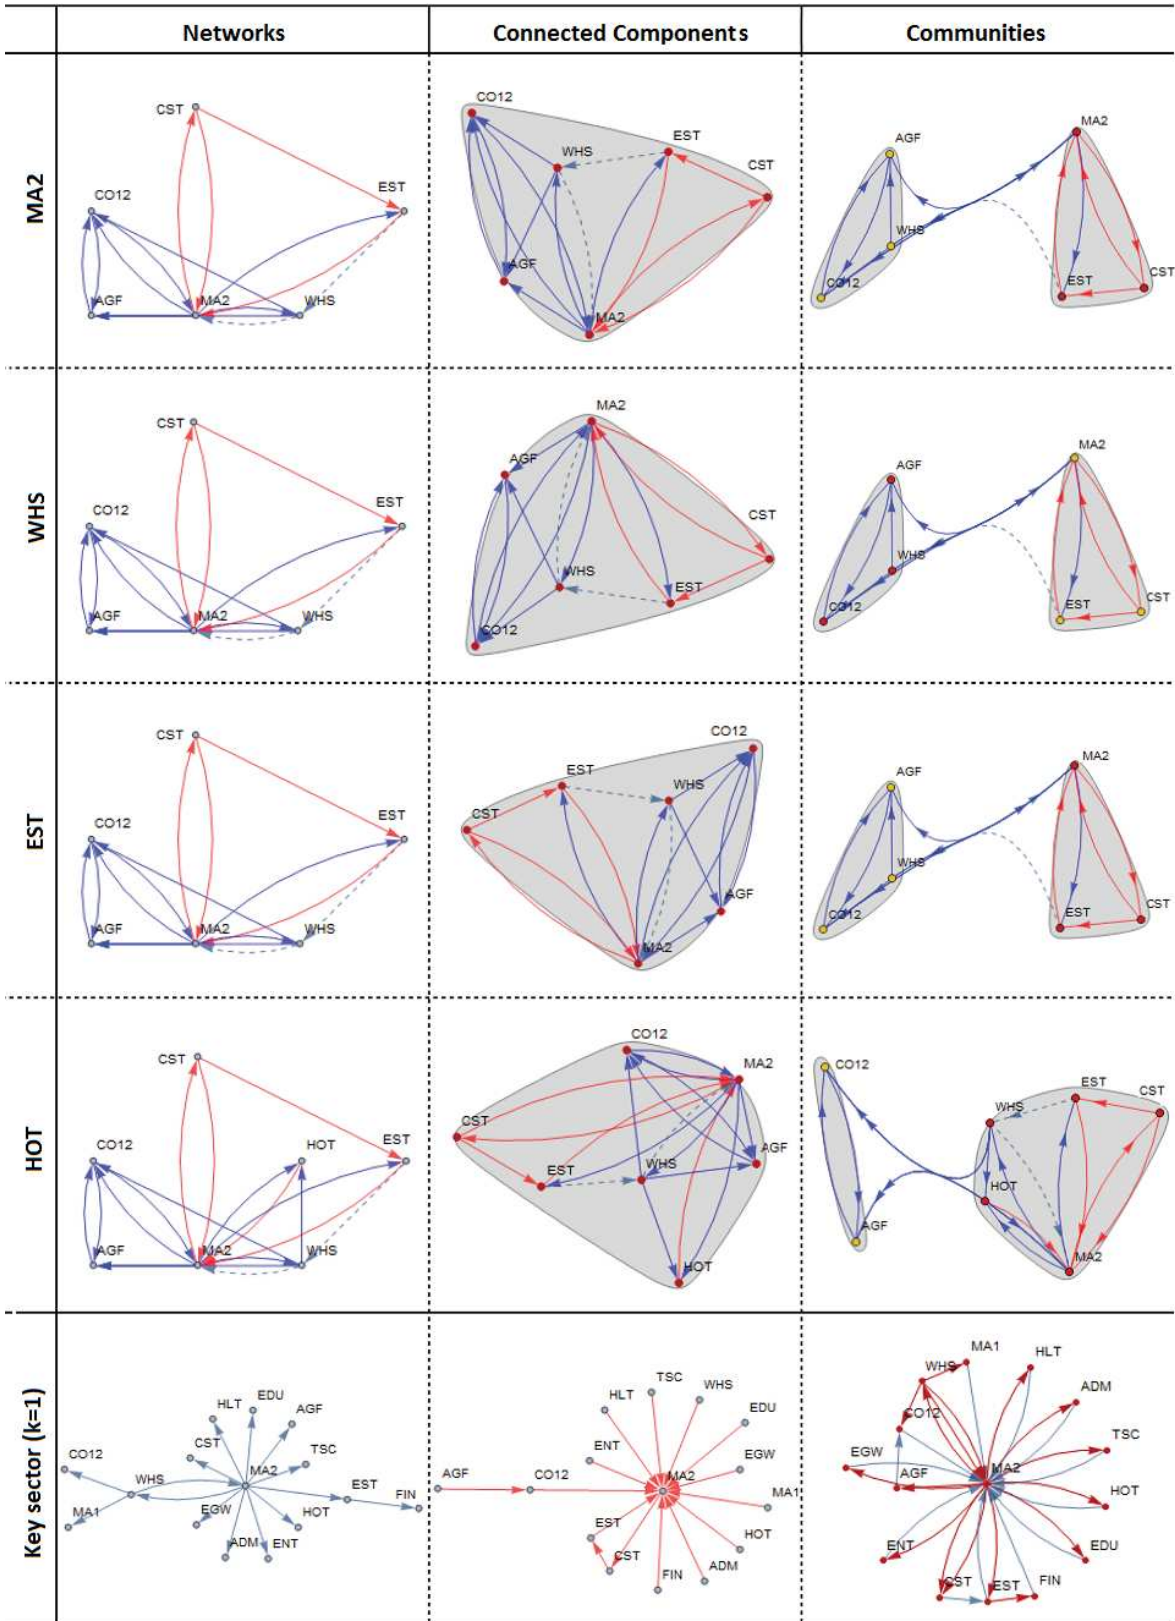 Networks Connected Components Communities
MA2
CST
EST
CO12
AGF MA2 WHS
CO12
EST
WHS
CST
AGF
MA2
MA2
AGF
WHS
EST CST
CO12
WHS
CST
EST
CO12
AGF MA2 WHS
MA2
AGF
CST
WHS
EST
CO12
MA2
AGF
WHS
CST
EST
CO12
EST
CST
EST
CO12
AGF MA2 WHS
CO12
EST
WHS
CST
AGF
MA2
MA2
AGF
WHS
CST
EST
CO12
HOT
CST
CO12 HOT EST
AGF MA2 WHS
CO12
MA2
CST
AGF
EST WHS
HOT
CO12
EST
CST
WHS
HOT
AGF
MA2
Key sector (k=1)
EDU
HLT AGF
CST
TSC
CO12 MA2
WHS EST
FIN
MA1 EGW HOT
ADM ENT
TSC
WHS
HLT
EDU
ENT
EGW
AGF CO12 MA2
MA1
EST
HOT
CST
FIN ADM
MA1
HLT
WHS
ADM
CO12
TSC
EGW
AGF MA2
HOT
ENT EDU
CST EST FIN